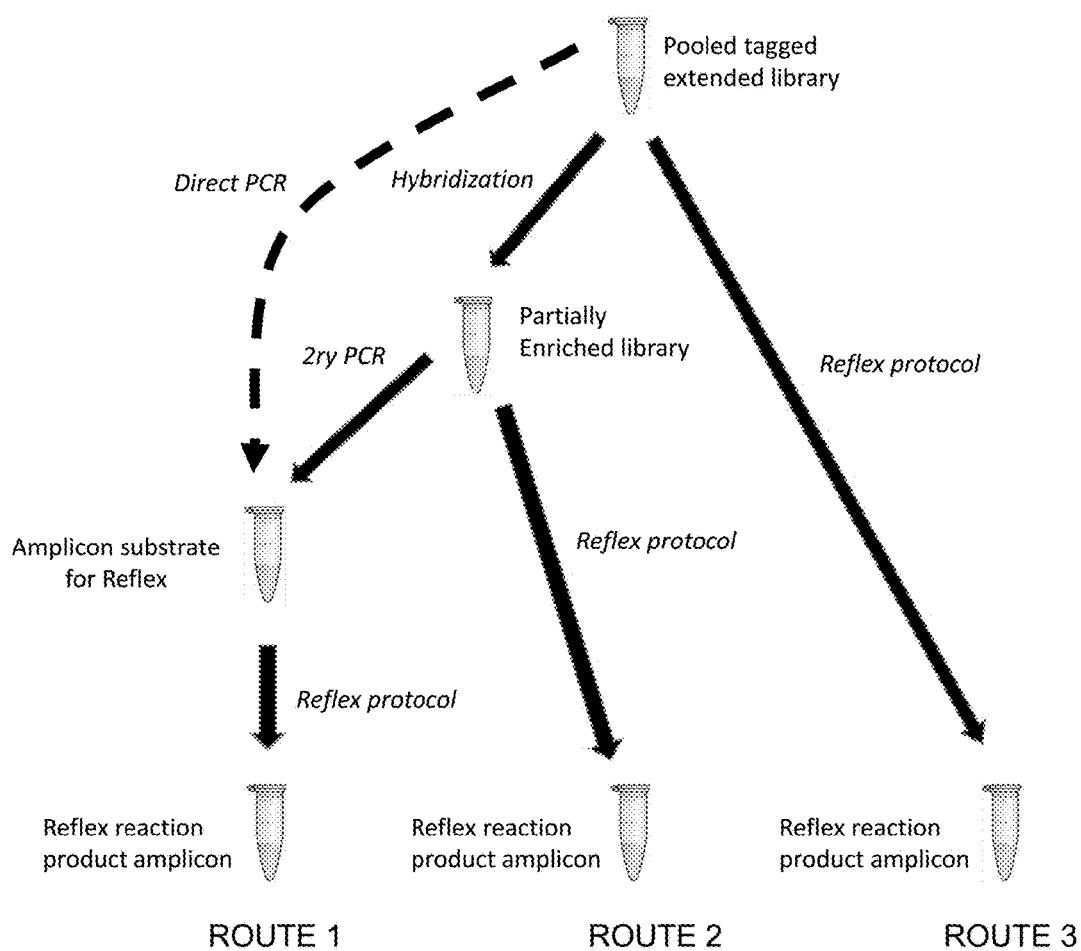 Pooled tagged
extended library
Direct PCR
Hybridization
Partially
Enriched library
2ry PCR
Reflex protocol
Amplicon substrate
for Reflex
Reflex protocol
Reflex protocol
Reflex reaction
product amplicon
Reflex reaction
product amplicon
Reflex reaction
product amplicon
ROUTE 1
ROUTE 2
ROUTE 3